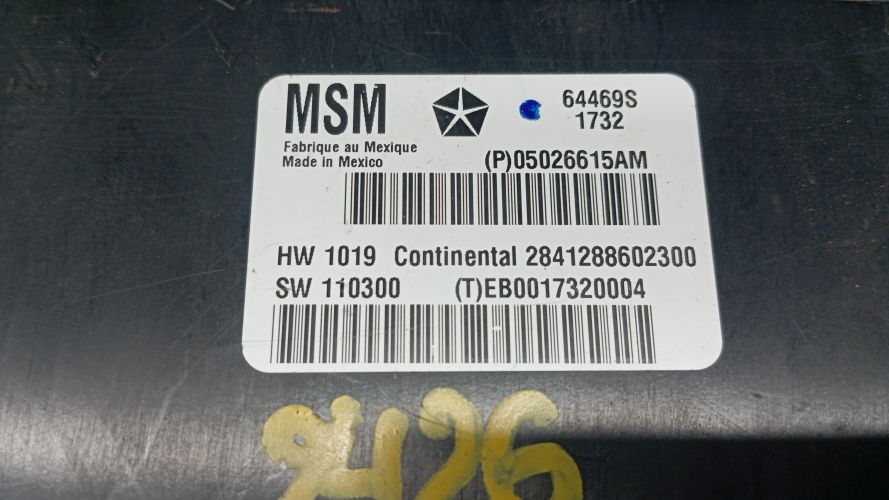 MSM
64469S
1732
Fabrique au Mexique
Made in Mexico
(P)05026615AM
HW 1019 Continental 2841288602300
SW 110300 (T)EB0017320004
9426